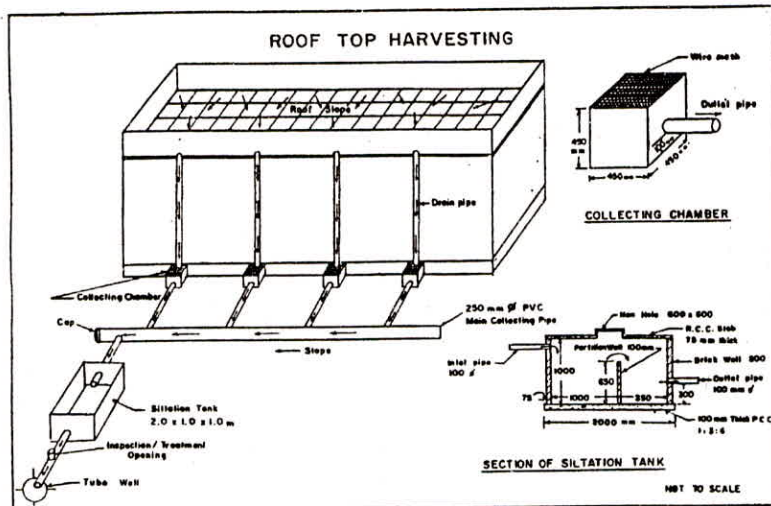 ROOF TOP HARVESTING
Roof Slope
Drain pipe
Collecting Chamber
Cap
250 mm Ø PVC
Main Collecting Pipe
Slope
Siltation Tank
2.0 x 1.0 x 1.0 m
Inspection/Treatment
Opening
Tube Well
Wire mesh
Outlet pipe
450
mm
450 mm
450 mm
COLLECTING CHAMBER
Man Hole 600 x 600
R.C.C. Slab
75 mm thick
Partition Wall 100mm
Inlet pipe
100 ∮
Brick Wall 200
Outlet pipe
100 mm ∮
1000
650
300
75
1000
350
2000 mm
100mm Thick P.C.C
SECTION OF SILTATION TANK
NOT TO SCALE